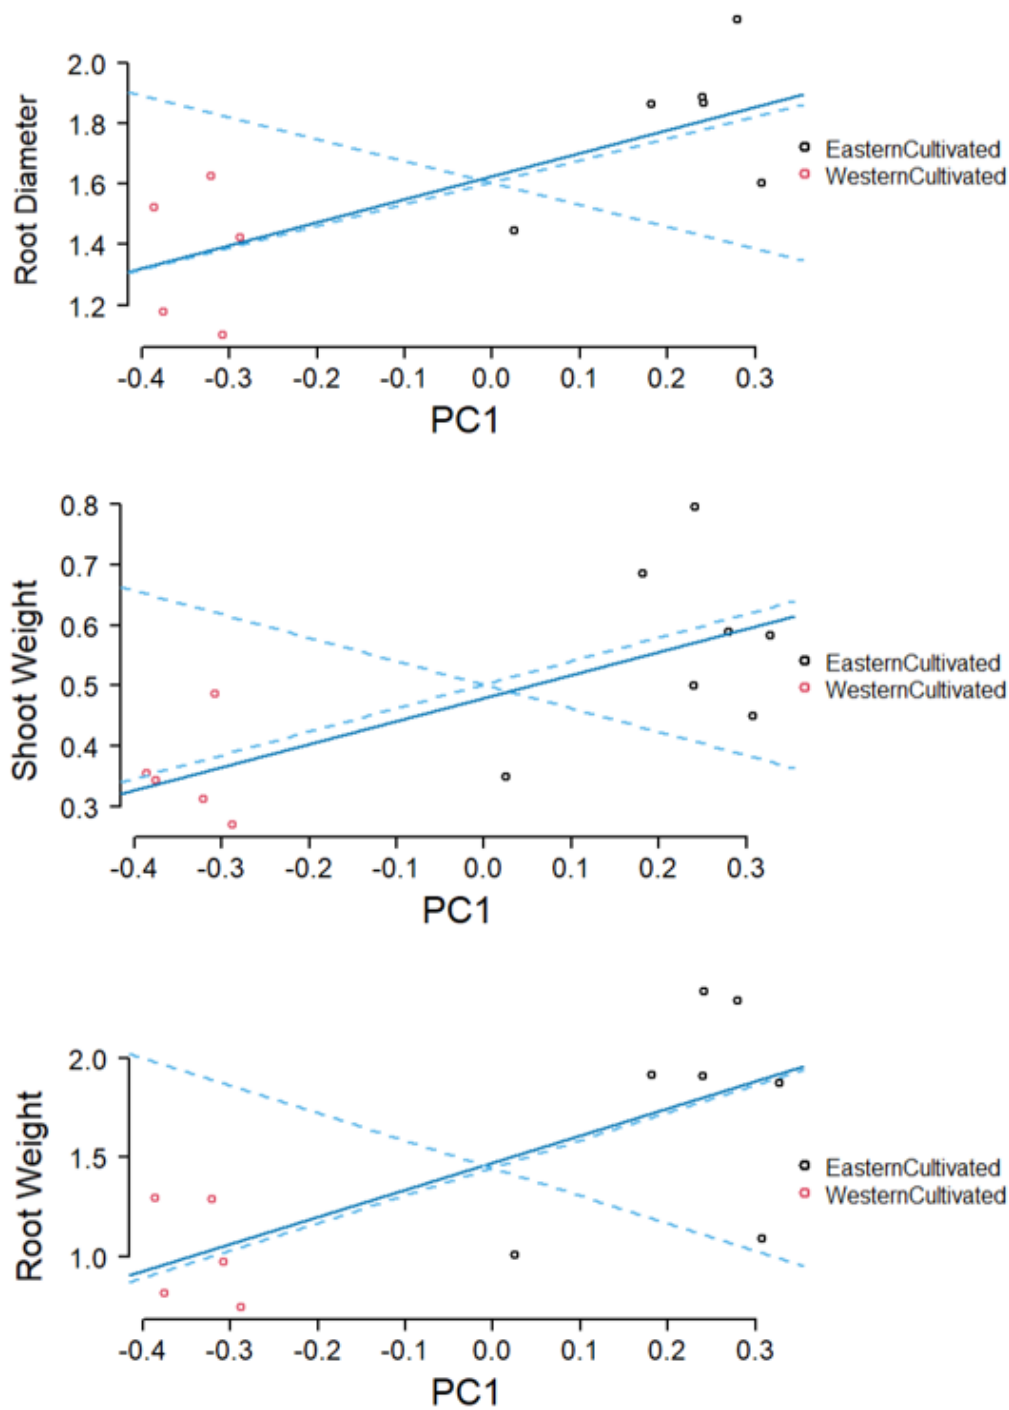 Root Diameter
2.0
1.8
1.6
1.4
1.2
-0.4 -0.3 -0.2 -0.1 0.0 0.1 0.2 0.3
PC1
EasternCultivated
WesternCultivated
Shoot Weight
0.8
0.7
0.6
0.5
0.4
0.3
-0.4 -0.3 -0.2 -0.1 0.0 0.1 0.2 0.3
PC1
EasternCultivated
WesternCultivated
Root Weight
2.0
1.5
1.0
-0.4 -0.3 -0.2 -0.1 0.0 0.1 0.2 0.3
PC1
EasternCultivated
WesternCultivated